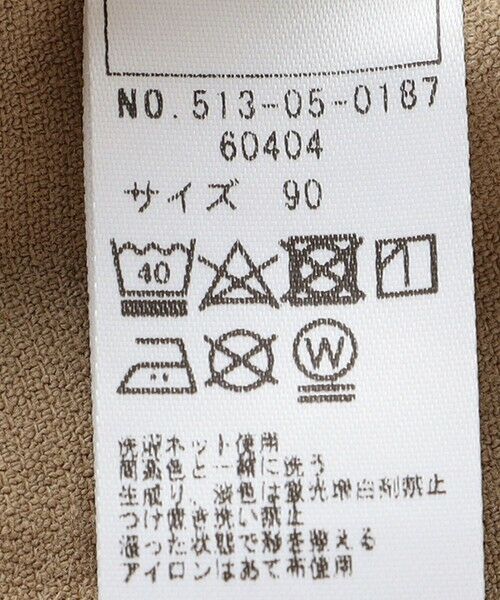 NO.513-05-0187
60404
サイズ 90
40
W
洗濯ネット使用
同系色と一緒に洗う
生成り、淡色は蛍光増白剤禁止
つけ置き洗い禁止
湿った状態で形を整える
アイロンはあて布使用